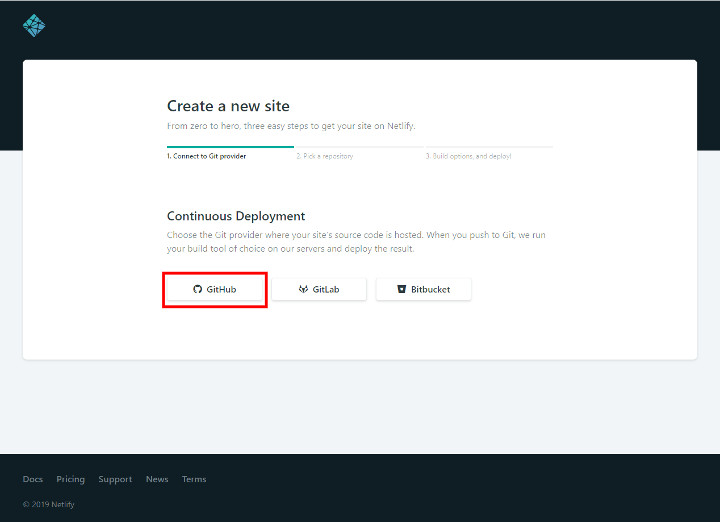 Create a new site
From zero to hero, three easy steps to get your site on Netlify.
1. Connect to Git provider
2. Pick a repository
3. Build options, and deploy!
Continuous Deployment
Choose the Git provider where your site's source code is hosted. When you push to Git, we run
your build tool of choice on our servers and deploy the result.
GitHub
GitLab
Bitbucket
Docs
Pricing
Support
News
Terms
© 2019 Netlify